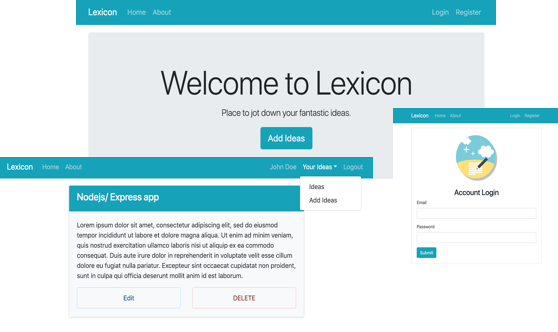 Lexicon Home About Login Register
Welcome to Lexicon
Place to jot down your fantastic ideas.
Add Ideas
Lexicon Home About John Doe Your Ideas Logout
Ideas
Add Ideas
Nodejs/ Express app
Lorem ipsum dolor sit amet, consectetur adipiscing elit, sed do eiusmod
tempor incididunt ut labore et dolore magna aliqua. Ut enim ad minim veniam,
quis nostrud exercitation ullamco laboris nisi ut aliquip ex ea commodo
consequat. Duis aute irure dolor in reprehenderit in voluptate velit esse cillum
dolore eu fugiat nulla pariatur. Excepteur sint occaecat cupidatat non proident,
sunt in culpa qui officia deserunt mollit anim id est laborum.
Edit DELETE
Lexicon Home About Login Register
Account Login
Email
Password
Submit